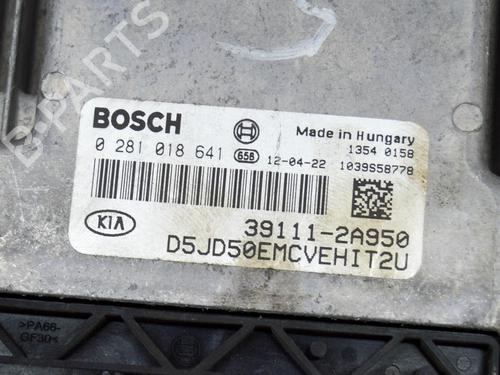 BOSCH
Made in Hungary
0 281 018 641 658 12-04-22
1354 0158
1039S58778
KIA
39111-2A950
D5JD50EMCVEHIT2U
>PA66-
GF30<
B-PARTS